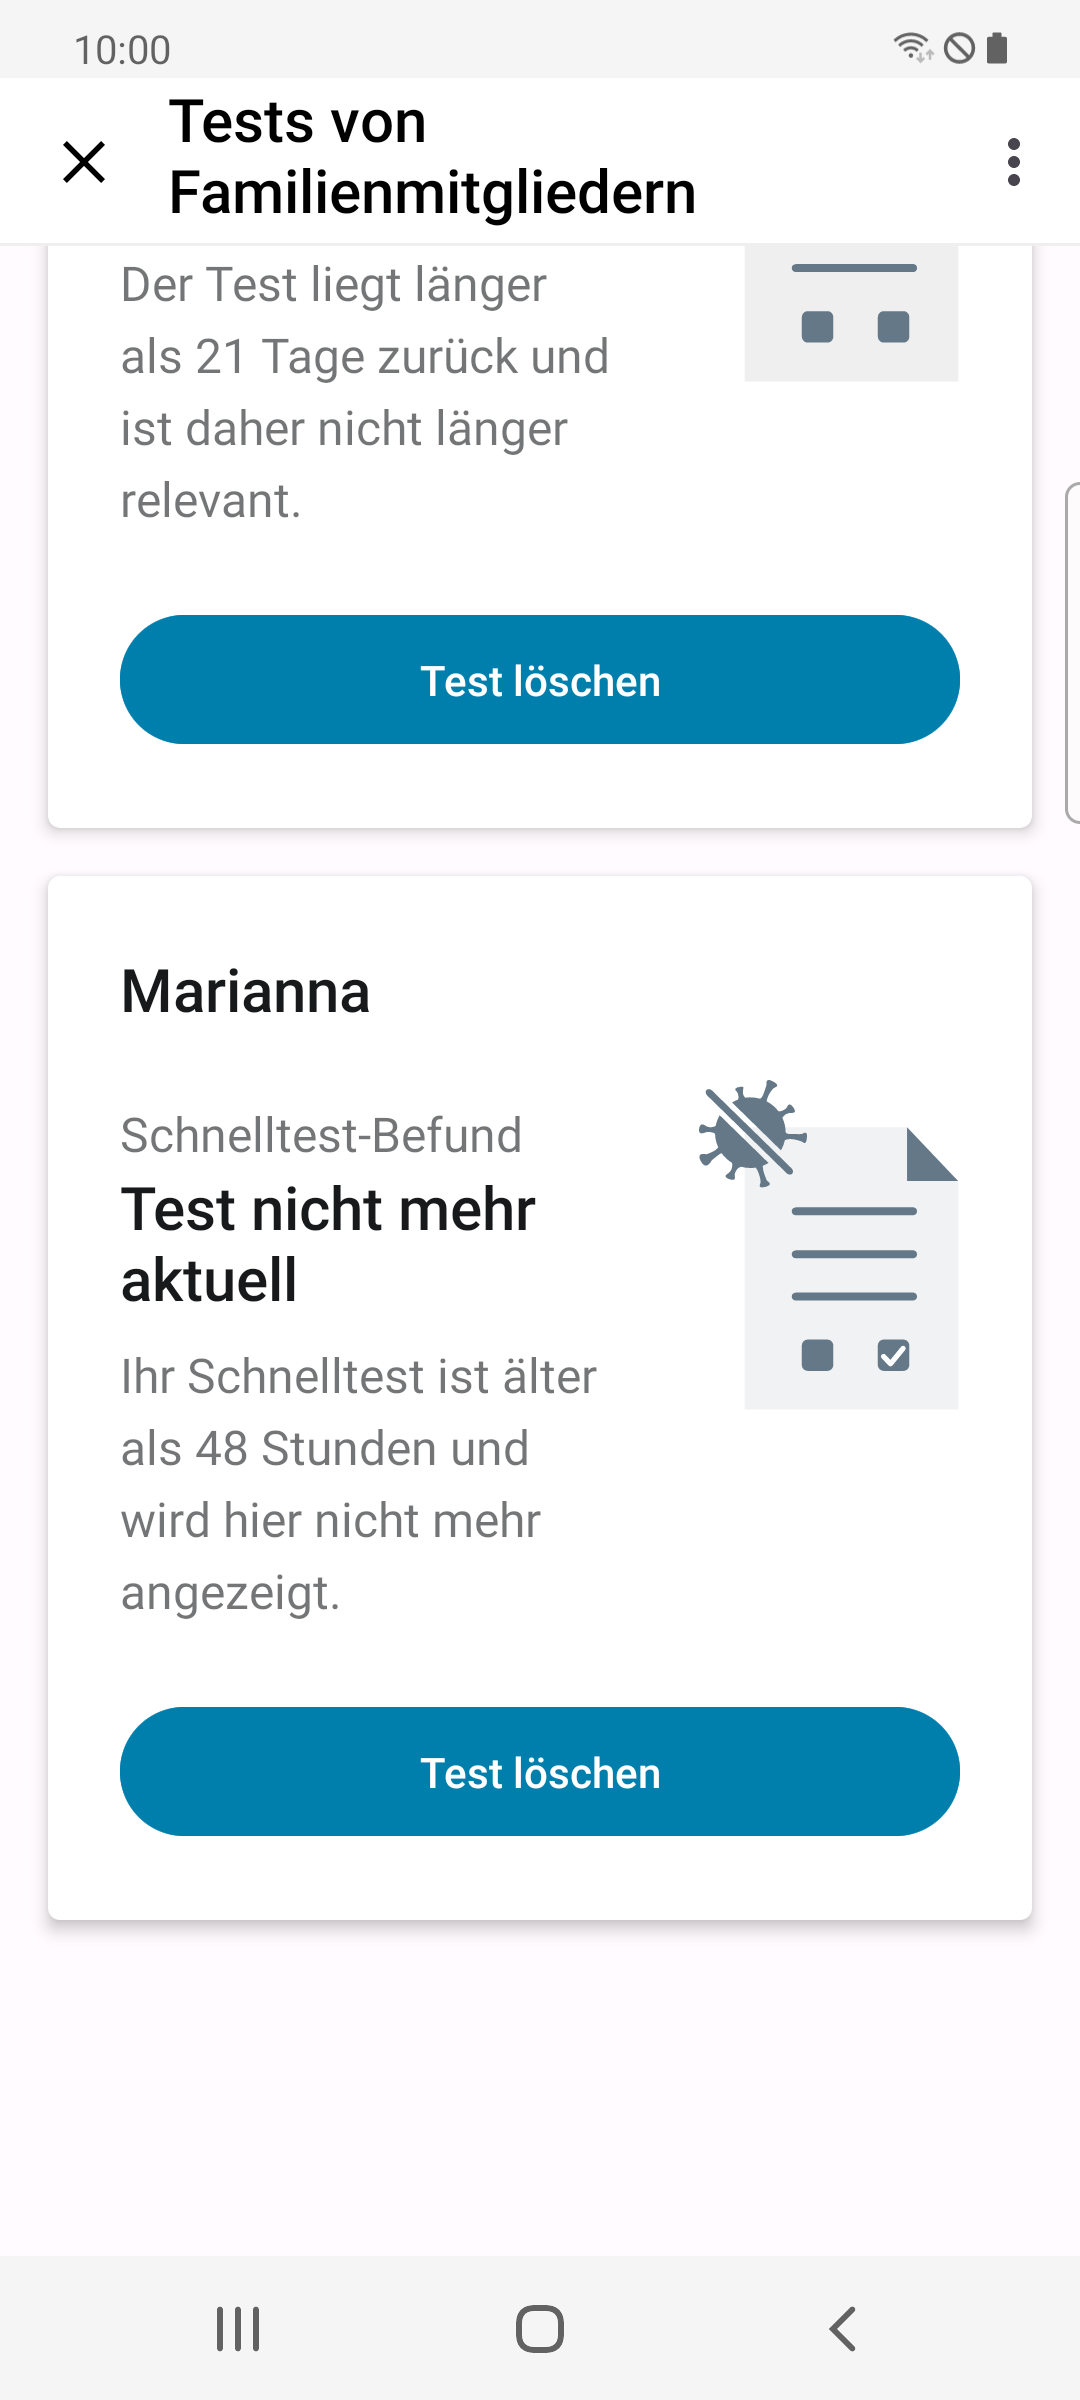 10:00
Tests von
Familienmitgliedern
Der Test liegt länger
als 21 Tage zurück und
ist daher nicht länger
relevant.
Test löschen
Marianna
Schnelltest-Befund
Test nicht mehr
aktuell
Ihr Schnelltest ist älter
als 48 Stunden und
wird hier nicht mehr
angezeigt.
Test löschen